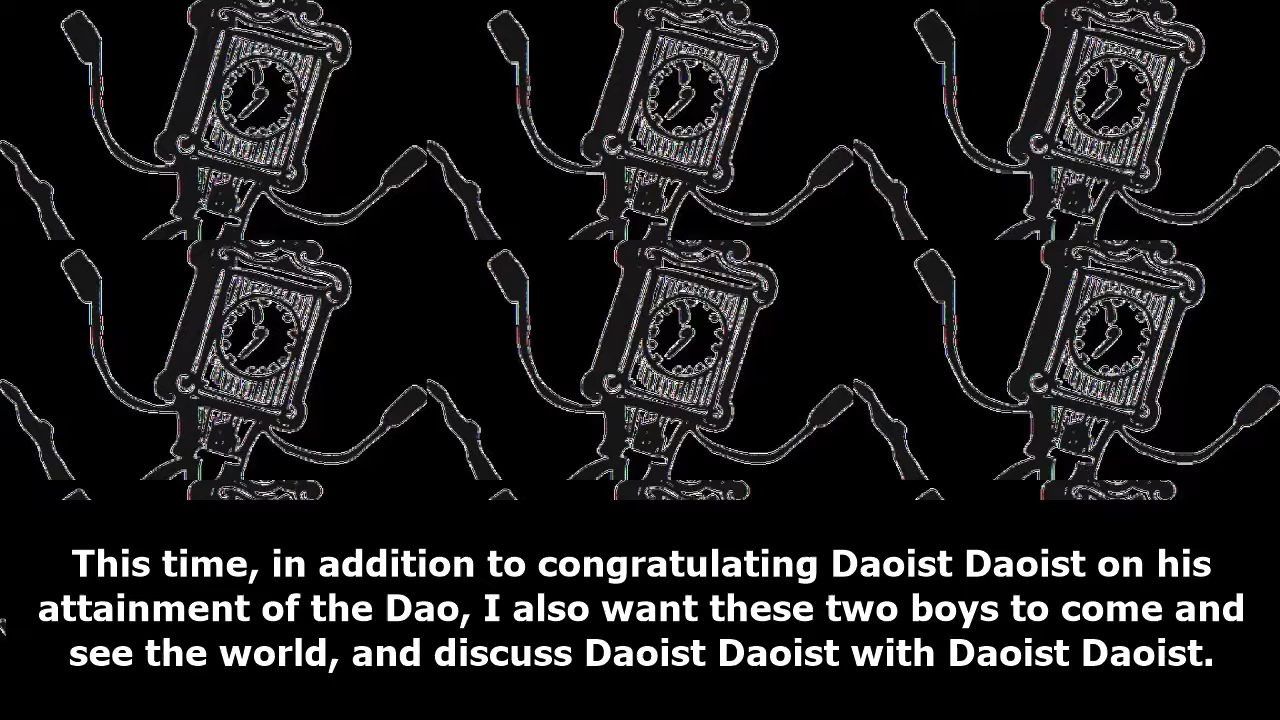 This time, in addition to congratulating Daoist Daoist on his
attainment of the Dao, I also want these two boys to come and
see the world, and discuss Daoist Daoist with Daoist Daoist.